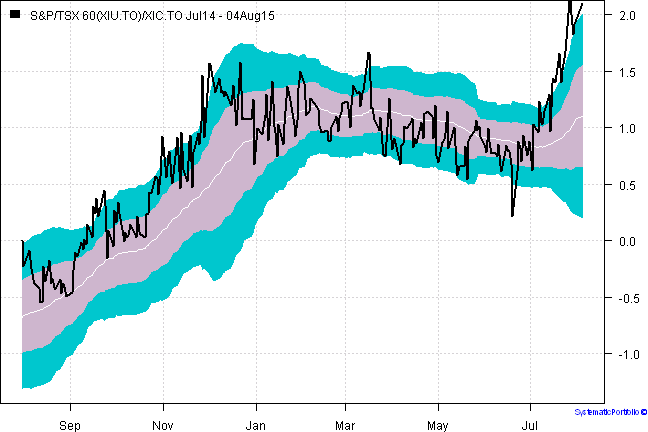 S&P/TSX 60(XIU.TO)/XIC.TO Jul14 - 04Aug15
2.0
1.5
1.0
0.5
0.0
-0.5
-1.0
Sep Nov Jan Mar May Jul
SystematicPortfolio ©